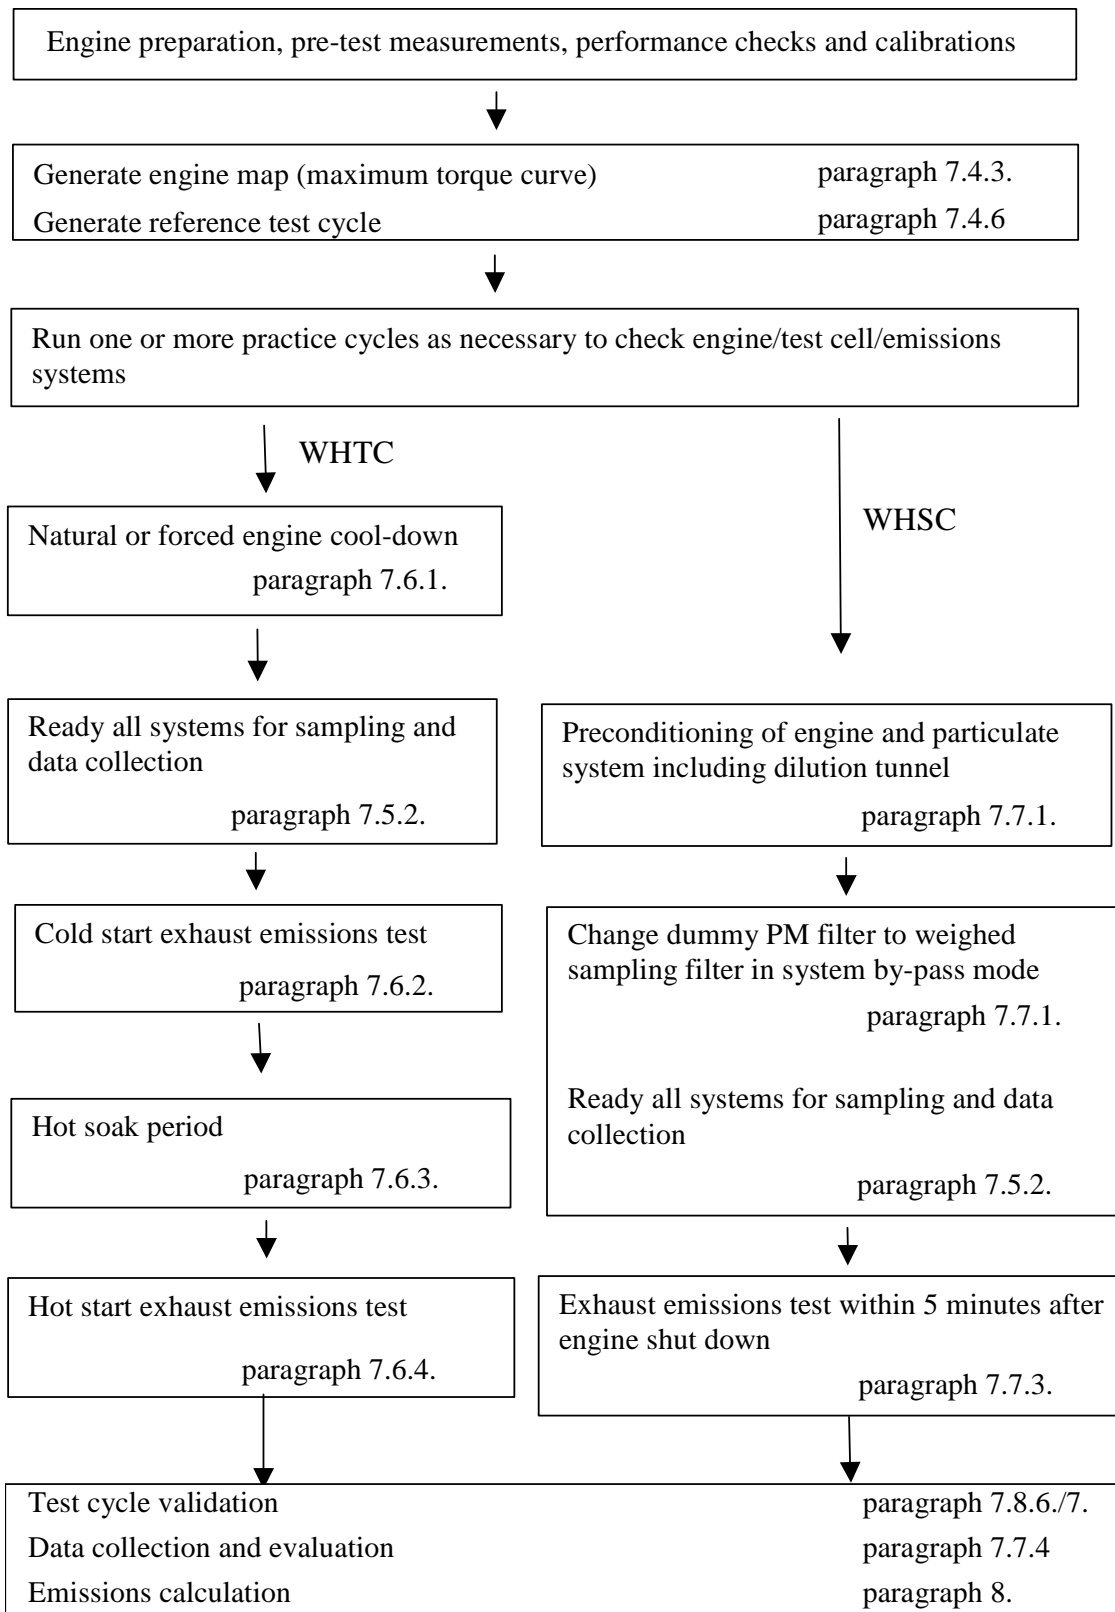 Engine preparation, pre-test measurements, performance checks and calibrations
Generate engine map (maximum torque curve) paragraph 7.4.3.
Generate reference test cycle paragraph 7.4.6
Run one or more practice cycles as necessary to check engine/test cell/emissions
systems
WHTC
Natural or forced engine cool-down
paragraph 7.6.1.
Ready all systems for sampling and
data collection
paragraph 7.5.2.
Cold start exhaust emissions test
paragraph 7.6.2.
Hot soak period
paragraph 7.6.3.
Hot start exhaust emissions test
paragraph 7.6.4.
WHSC
Preconditioning of engine and particulate
system including dilution tunnel
paragraph 7.7.1.
Change dummy PM filter to weighed
sampling filter in system by-pass mode
paragraph 7.7.1.
Ready all systems for sampling and data
collection
paragraph 7.5.2.
Exhaust emissions test within 5 minutes after
engine shut down
paragraph 7.7.3.
Test cycle validation paragraph 7.8.6./7.
Data collection and evaluation paragraph 7.7.4
Emissions calculation paragraph 8.